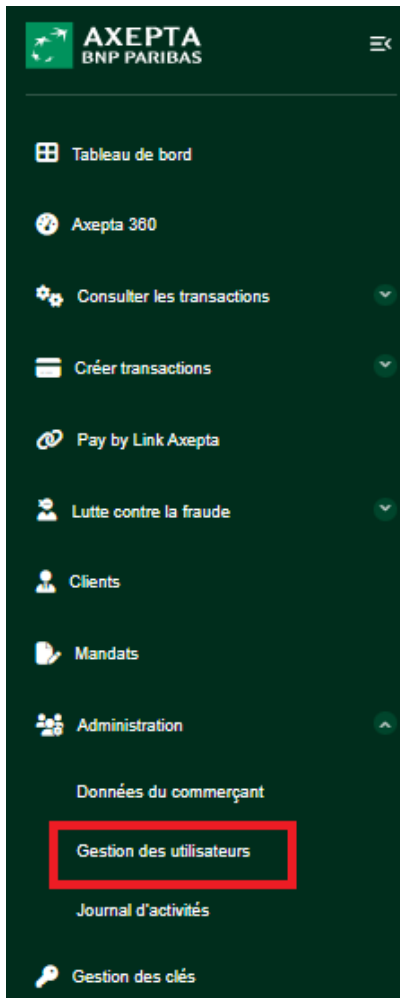 AXEPTA
BNP PARIBAS
Tableau de bord
Axepta 360
Consulter les transactions
Créer transactions
Pay by Link Axepta
Lutte contre la fraude
Clients
Mandats
Administration
Données du commerçant
Gestion des utilisateurs
Journal d'activités
Gestion des clés